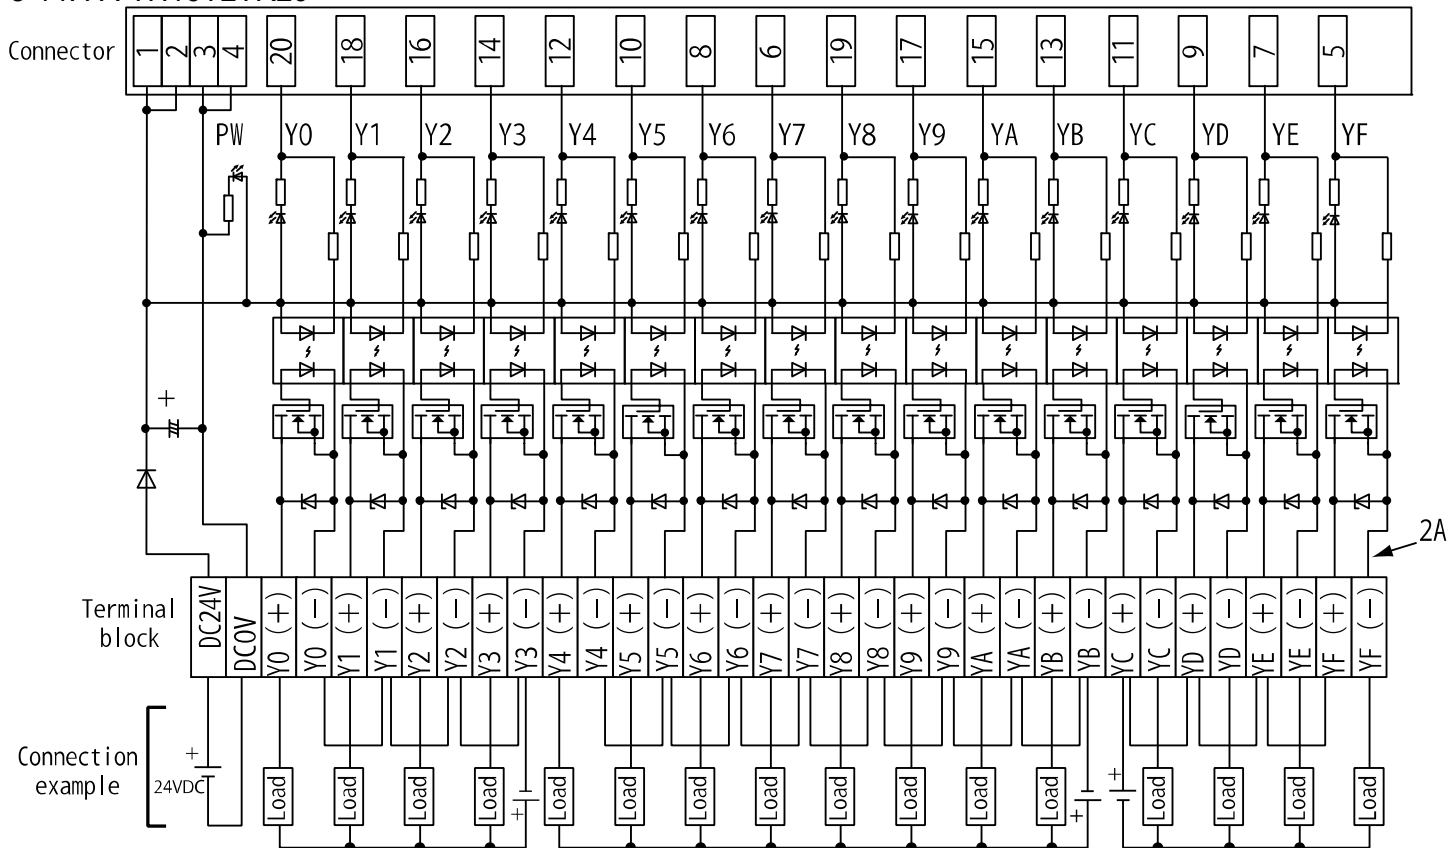 Connector 1 2 3 4 20 18 16 14 12 10 8 6 19 17 15 13 11 9 7 5
PW Y0 Y1 Y2 Y3 Y4 Y5 Y6 Y7 Y8 Y9 YA YB YC YD YE YF
+
2A
Terminal block
DC24V DC0V Y0 (+) Y0 (−) Y1 (+) Y1 (−) Y2 (+) Y2 (−) Y3 (+) Y3 (−) Y4 (+) Y4 (−) Y5 (+) Y5 (−) Y6 (+) Y6 (−) Y7 (+) Y7 (−) Y8 (+) Y8 (−) Y9 (+) Y9 (−) YA (+) YA (−) YB (+) YB (−) YC (+) YC (−) YD (+) YD (−) YE (+) YE (−) YF (+) YF (−)
Connection example
+ 24VDC
Load Load Load Load + Load Load Load Load Load Load Load Load + + Load Load Load Load